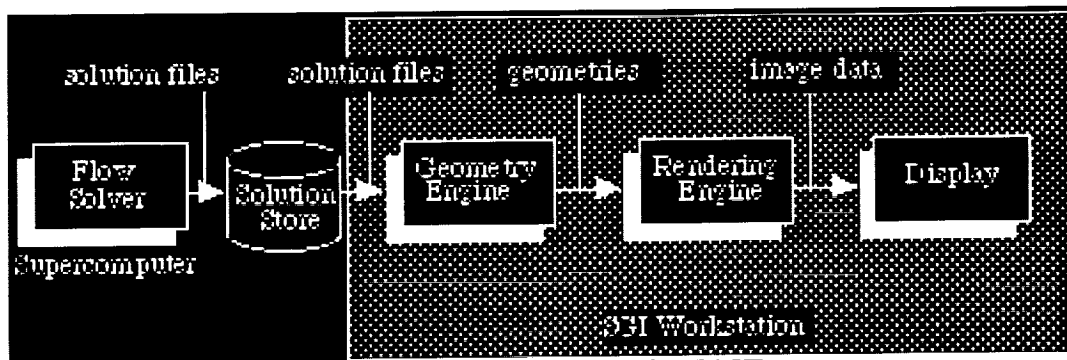 solution files
solution files
geometries
image data
Flow
Solver
Solution
Store
Geometry
Engine
Rendering
Engine
Display
Supercomputer
SGI Workstation